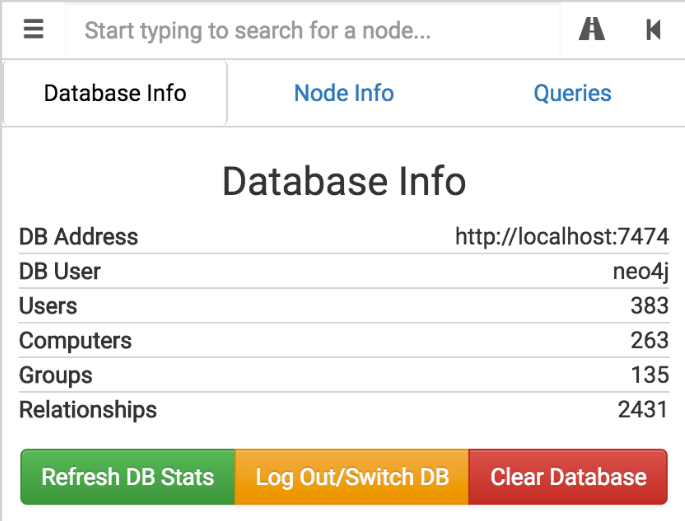 Start typing to search for a node...
Database Info Node Info Queries
Database Info
DB Address http://localhost:7474
DB User neo4j
Users 383
Computers 263
Groups 135
Relationships 2431
Refresh DB Stats Log Out/Switch DB Clear Database